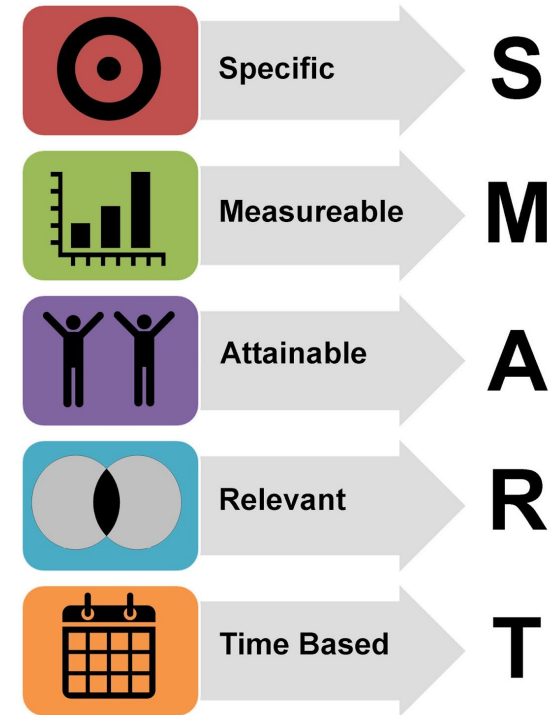 Specific S
Measureable M
Attainable A
Relevant R
Time Based T